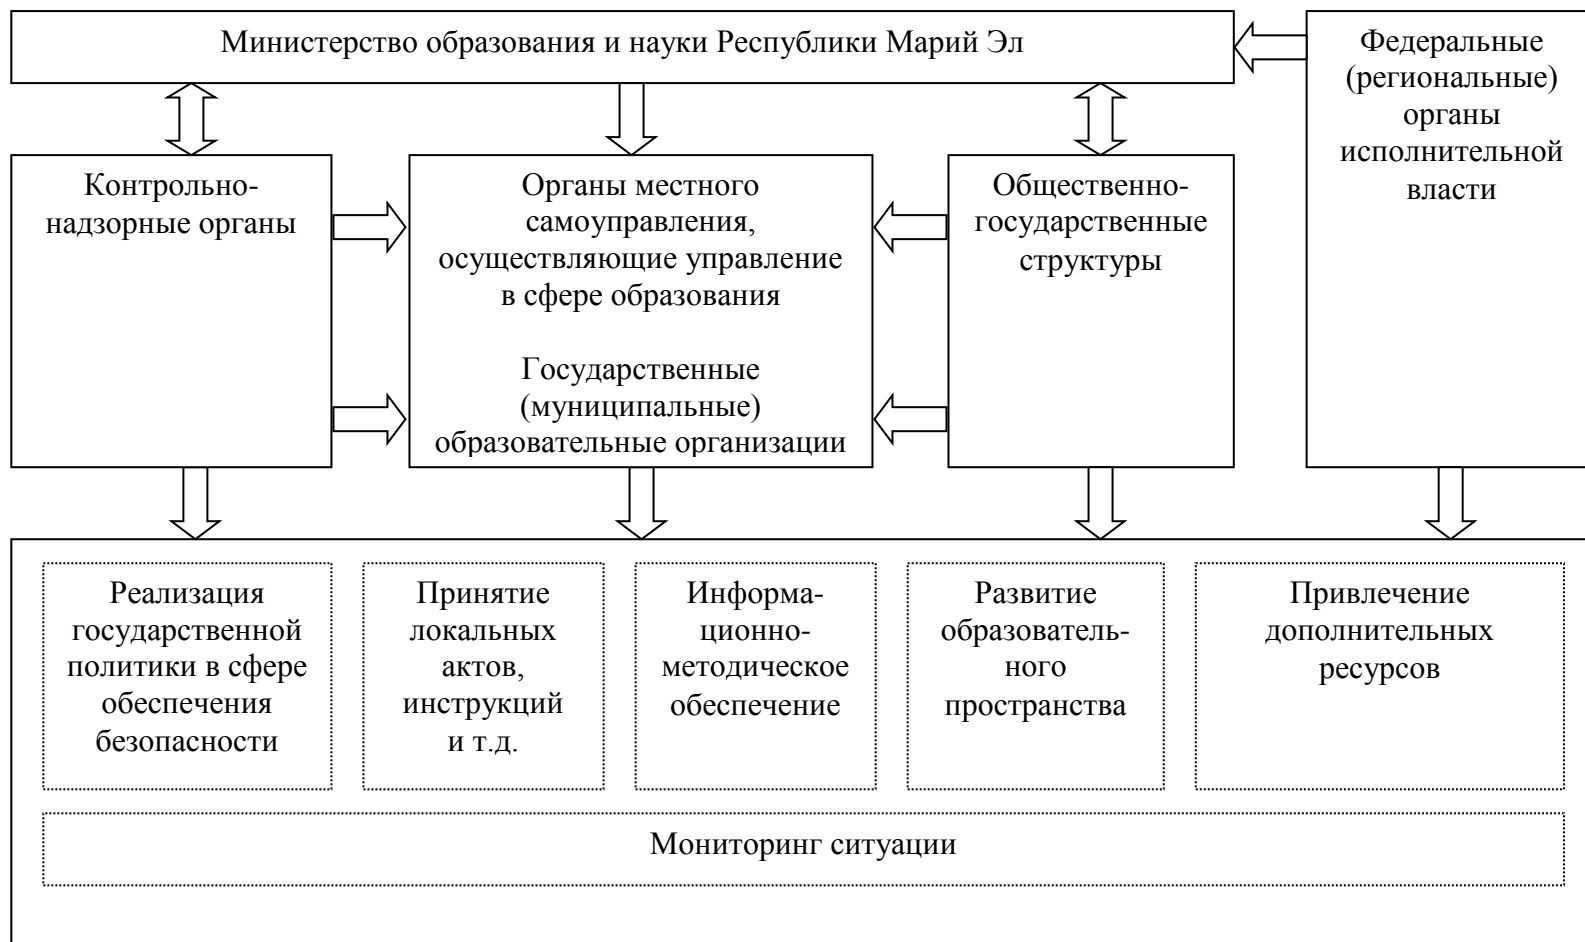 Министерство образования и науки Республики Марий Эл
Федеральные
(региональные)
органы
исполнительной
власти
Контрольно-
надзорные органы
Органы местного
самоуправления,
осуществляющие управление
в сфере образования
Государственные
(муниципальные)
образовательные организации
Общественно-
государственные
структуры
Реализация
государственной
политики в сфере
обеспечения
безопасности
Принятие
локальных
актов,
инструкций
и т.д.
Информа-
ционно-
методическое
обеспечение
Развитие
образователь-
ного
пространства
Привлечение
дополнительных
ресурсов
Мониторинг ситуации